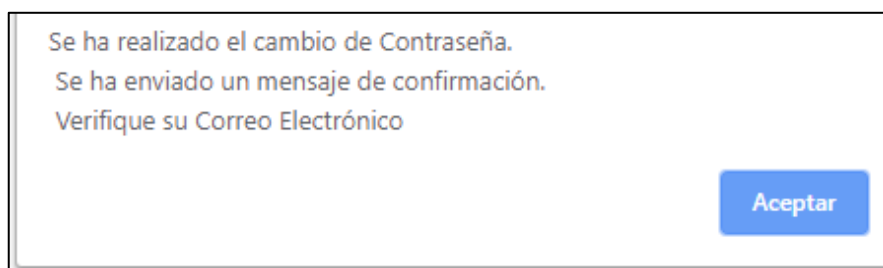 Se ha realizado el cambio de Contraseña.
Se ha enviado un mensaje de confirmación.
Verifique su Correo Electrónico
Aceptar